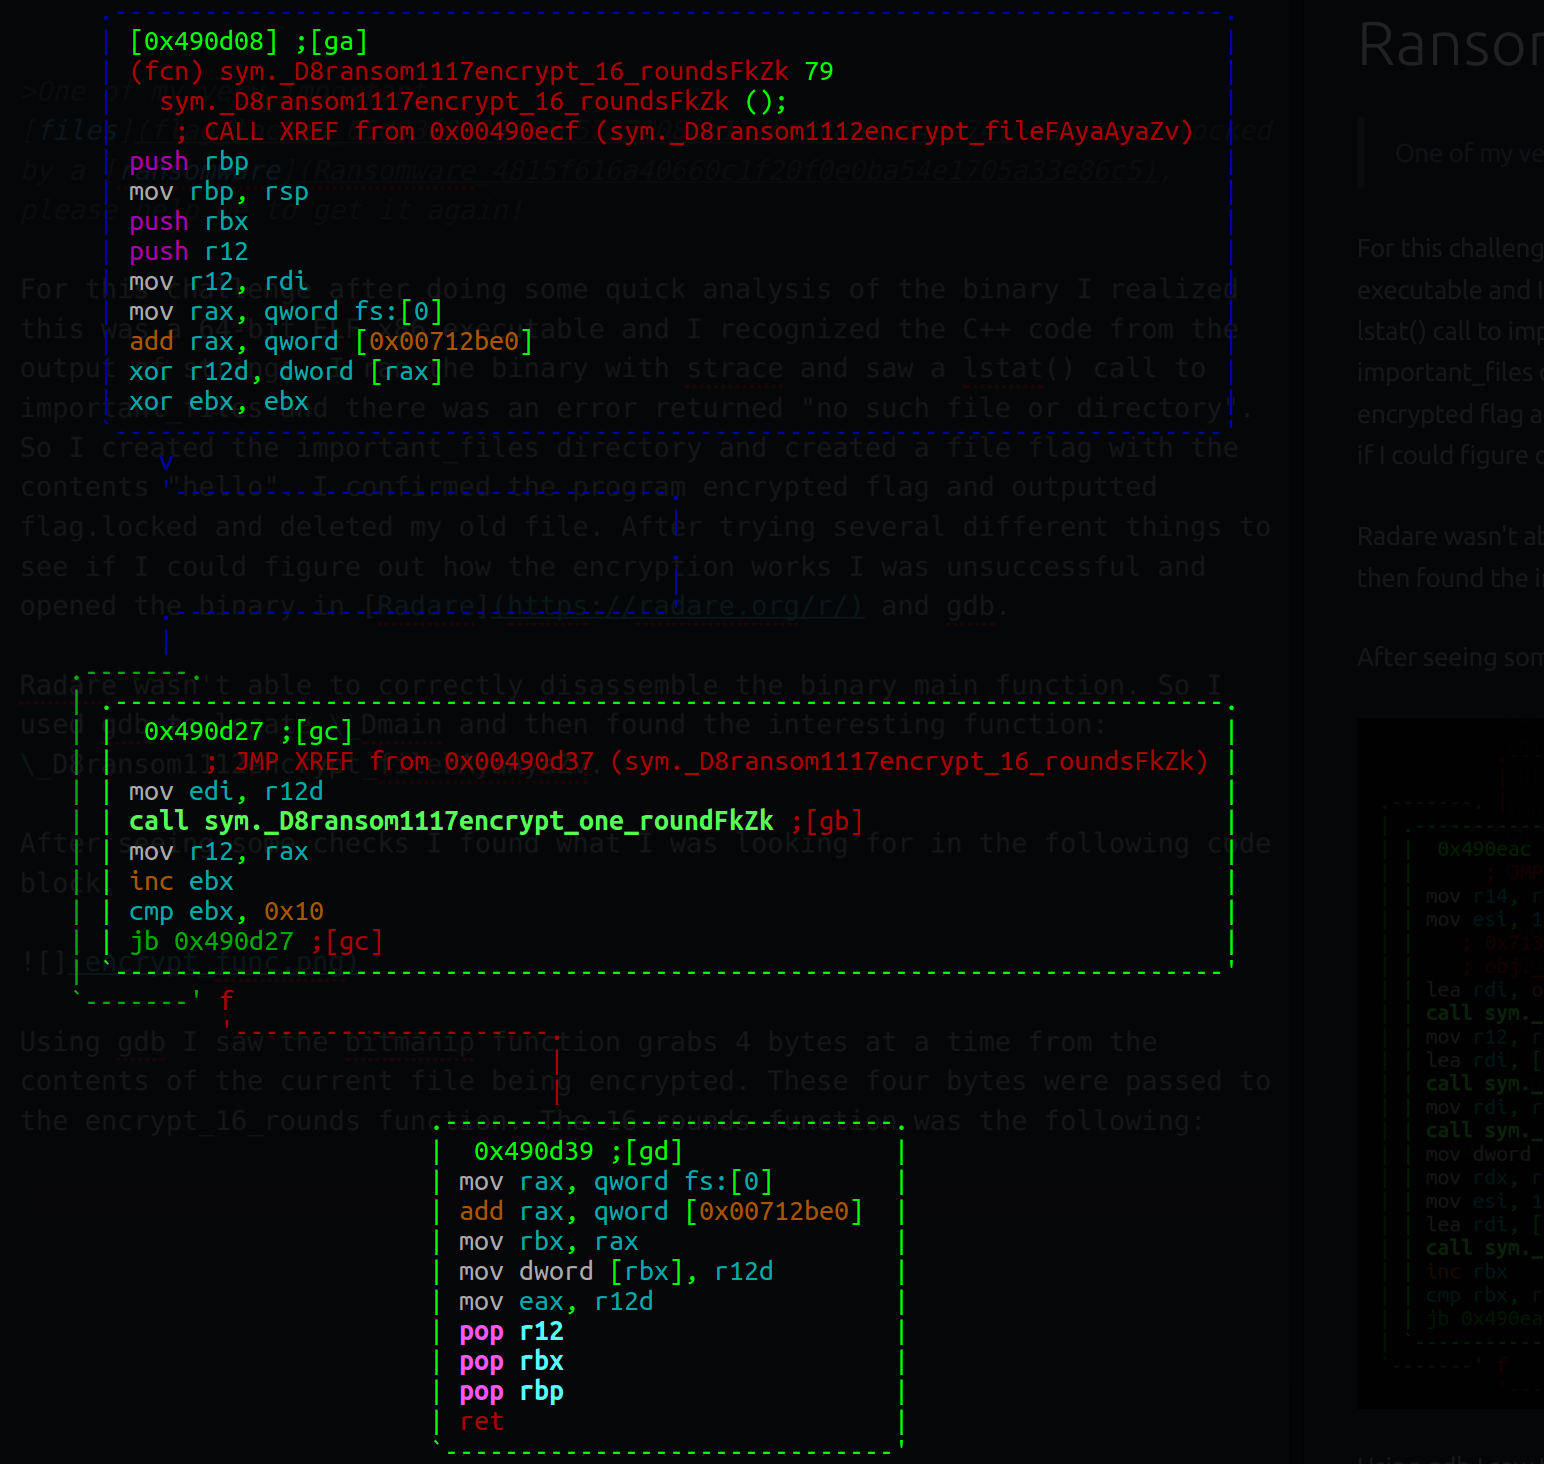 [0x490d08] ;[ga]
(fcn) sym._D8ransom1117encrypt_16_roundsFkZk 79
sym._D8ransom1117encrypt_16_roundsFkZk ();
; CALL XREF from 0x00490ecf (sym._D8ransom1112encrypt_fileFAyaAyaZv)
push rbp
mov rbp, rsp
push rbx
push r12
mov r12, rdi
mov rax, qword fs:[0]
add rax, qword [0x00712be0]
xor r12d, dword [rax]
xor ebx, ebx
v
0x490d27 ;[gc]
; JMP XREF from 0x00490d37 (sym._D8ransom1117encrypt_16_roundsFkZk)
mov edi, r12d
call sym._D8ransom1117encrypt_one_roundFkZk ;[gb]
mov r12, rax
inc ebx
cmp ebx, 0x10
jb 0x490d27 ;[gc]
f
0x490d39 ;[gd]
mov rax, qword fs:[0]
add rax, qword [0x00712be0]
mov rbx, rax
mov dword [rbx], r12d
mov eax, r12d
pop r12
pop rbx
pop rbp
ret
>One of my
please to get it again!
For this challenge after doing some quick analysis of the binary I realized
this was a 64-bit executable and I recognized the C++ code from the
output of the binary with strace and saw a lstat() call to
and there was an error returned "no such file or directory".
So I created the important_files directory and created a file flag with the
contents "hello". I confirmed the program encrypted flag and outputted
flag.locked and deleted my old file. After trying several different things to
see if I could figure out how the encryption works I was unsuccessful and
opened the binary in [Radare](https://radare.org/r/) and gdb.
Radare wasn't able to correctly disassemble the binary main function. So I
used gdb Dmain and then found the interesting function:
After seeing some checks I found what I was looking for in the following code
block
![](encrypt_func.png)
Using gdb I saw the bitmanip function grabs 4 bytes at a time from the
contents of the current file being encrypted. These four bytes were passed to
the encrypt_16_rounds function. The 16 rounds function was the following:
Ransom
One of my ve
For this challeng
executable and I
lstat() call to imp
important_files d
encrypted flag a
if I could figure o
Radare wasn't ab
then found the i
After seeing som
0x490eac
; JMP
mov r14, r
mov esi, 1
lea rdi, o
call sym._
mov r12, r
lea rdi, [
call sym._
mov rdi, r
call sym._
mov dword
mov rdx, r
mov esi, 1
lea rdi, [
call sym._
inc rbx
cmp rbx, r
jb 0x490ea